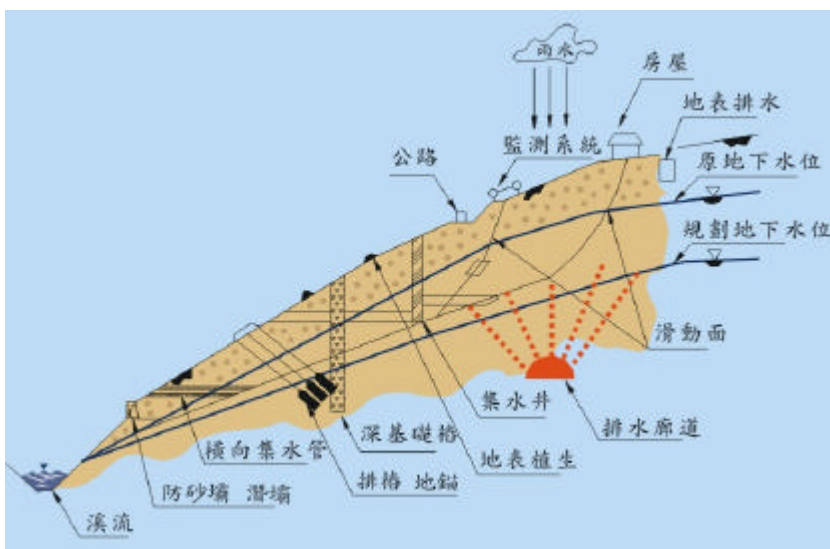 雨水
房屋
地表排水
監測系統
公路
原地下水位
規劃地下水位
滑動面
集水井
排水廊道
深基礎樁
地表植生
橫向集水管
排樁 地錨
防砂壩 潛壩
溪流